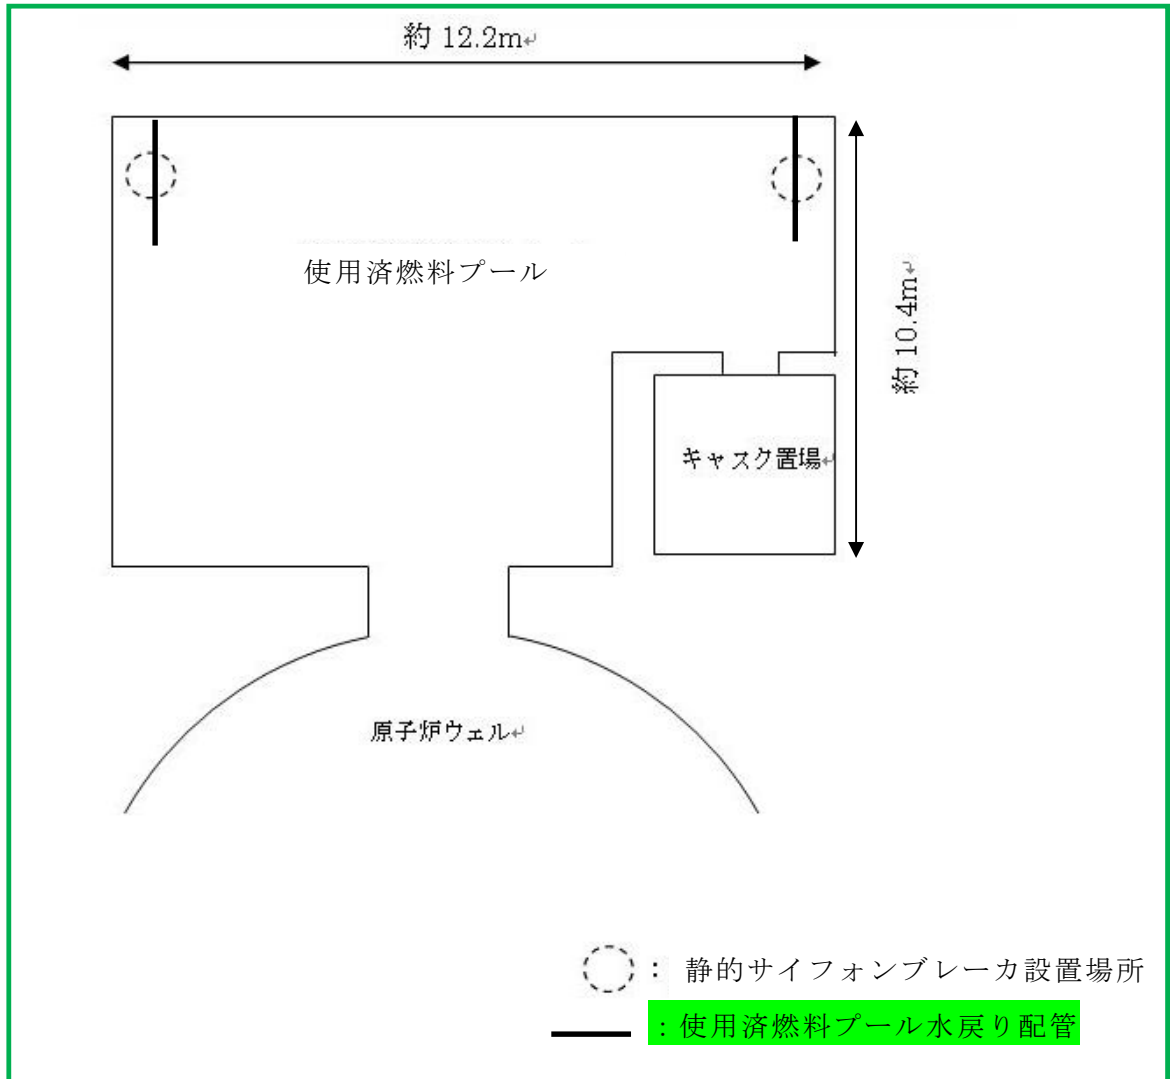 約 12.2m↵
使用済燃料プール
約 10.4m↵
キャスク置場↵
原子炉ウェル↵
： 静的サイフォンブレーカ設置場所
：使用済燃料プール水戻り配管